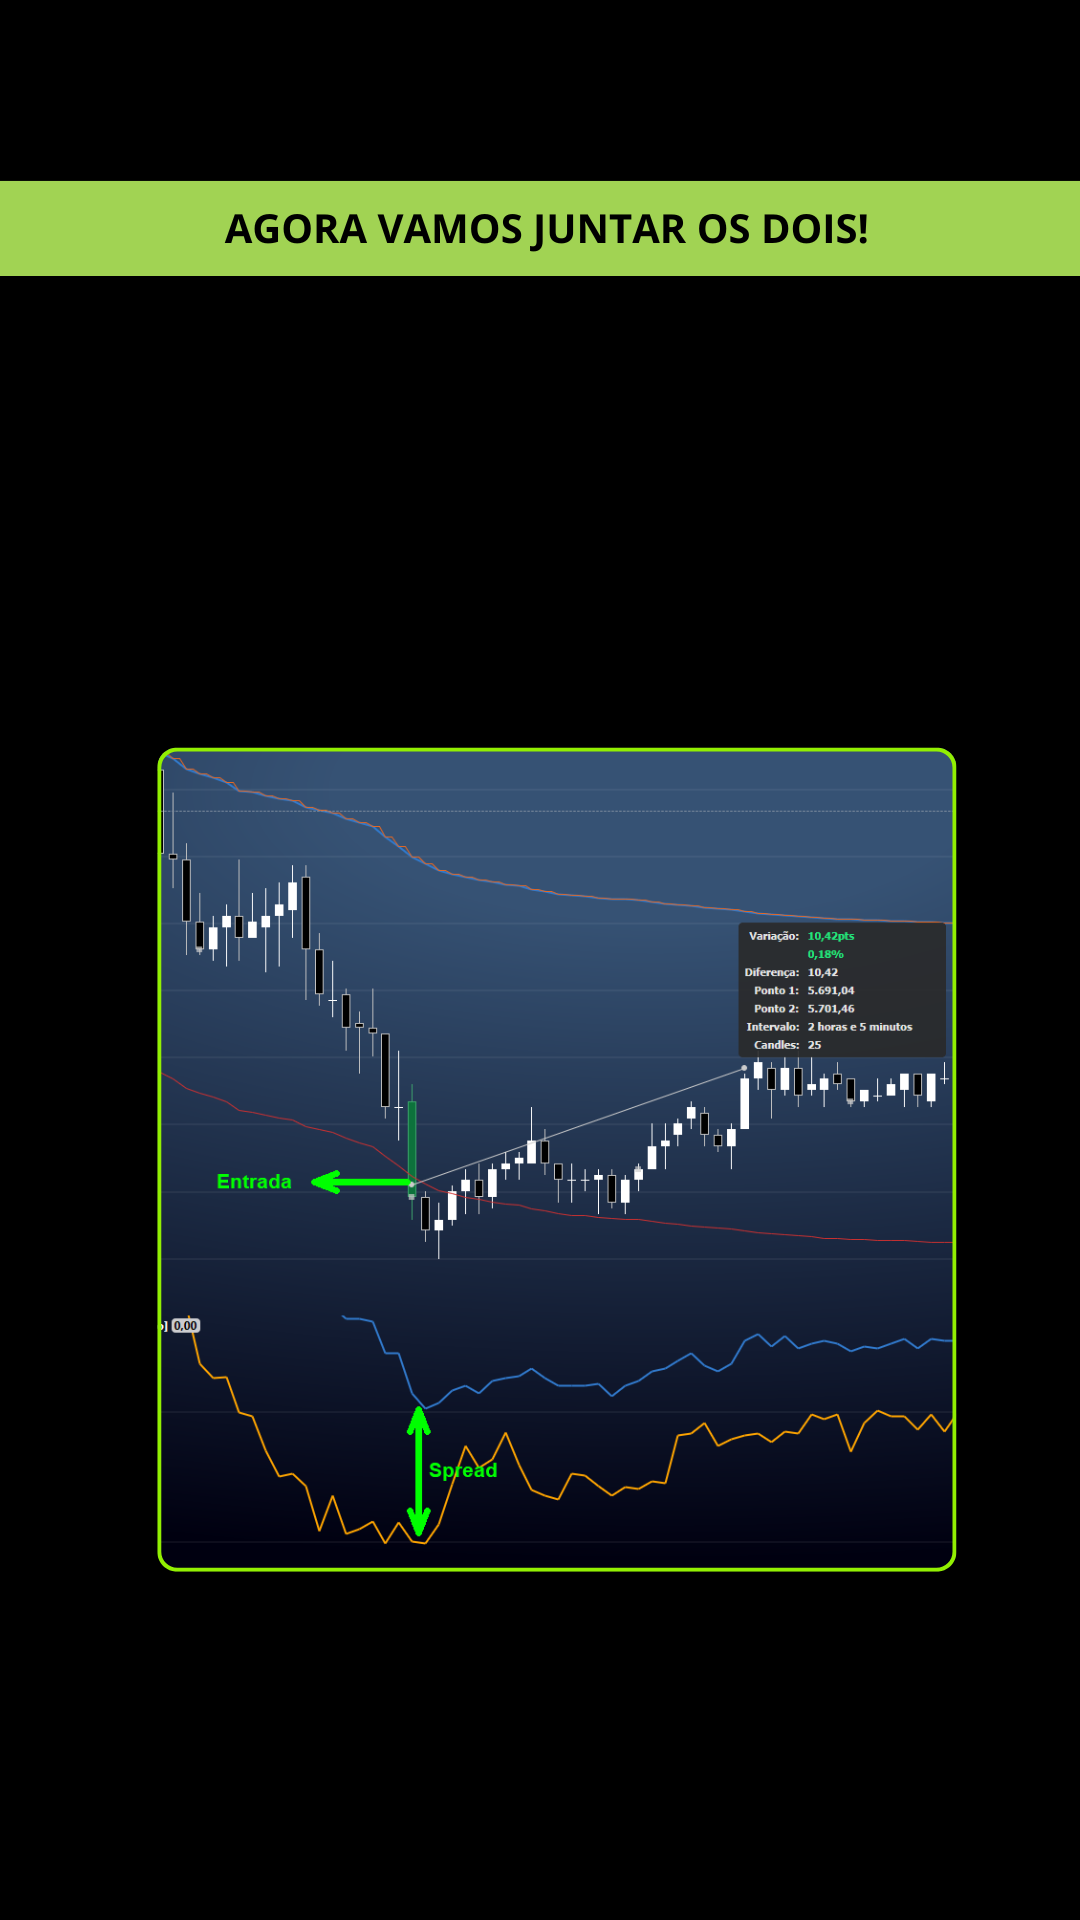 AGORA VAMOS JUNTAR OS DOIS!
Variação: 10,42pts
0,18%
Diferença: 10,42
Ponto 1: 5.691,04
Ponto 2: 5.701,46
Intervalo: 2 horas e 5 minutos
Candles: 25
Entrada
] 0,00
Spread